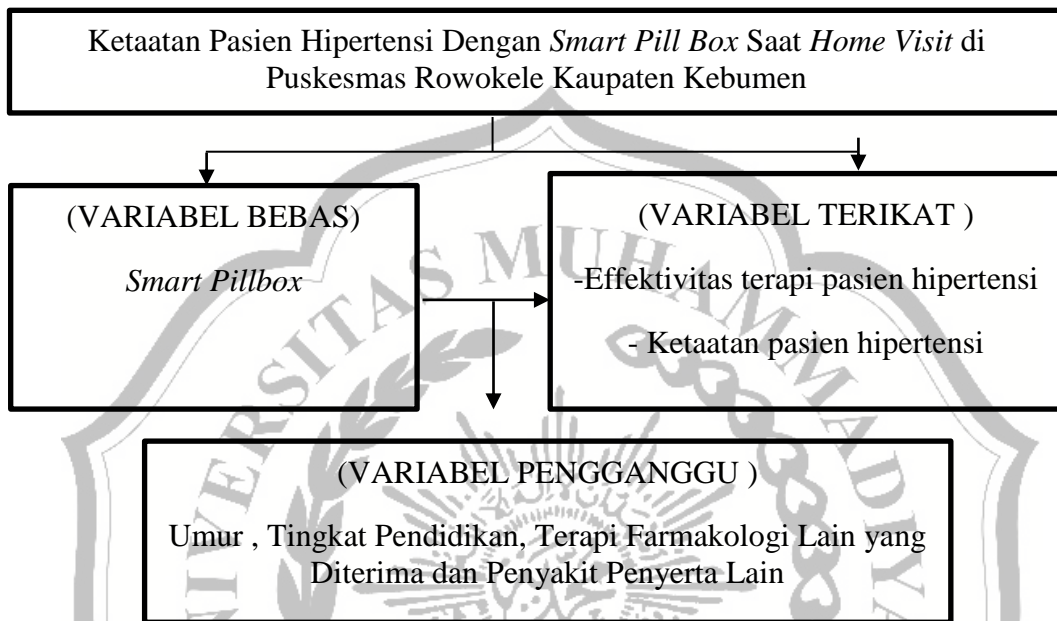 Ketaatan Pasien Hipertensi Dengan Smart Pill Box Saat Home Visit di
Puskesmas Rowokele Kaupaten Kebumen
(VARIABEL BEBAS)
Smart Pillbox
(VARIABEL TERIKAT )
-Effektivitas terapi pasien hipertensi
- Ketaatan pasien hipertensi
(VARIABEL PENGGANGGU )
Umur , Tingkat Pendidikan, Terapi Farmakologi Lain yang
Diterima dan Penyakit Penyerta Lain
UNIVERSITAS MUHAMMADIYA